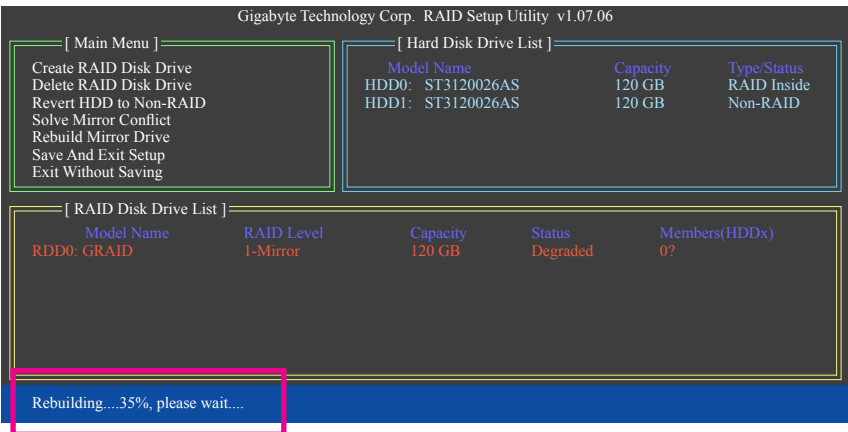 Gigabyte Technology Corp. RAID Setup Utility v1.07.06
[ Main Menu ]
Create RAID Disk Drive
Delete RAID Disk Drive
Revert HDD to Non-RAID
Solve Mirror Conflict
Rebuild Mirror Drive
Save And Exit Setup
Exit Without Saving
[ Hard Disk Drive List ]
Model Name Capacity Type/Status
HDD0: ST3120026AS 120 GB RAID Inside
HDD1: ST3120026AS 120 GB Non-RAID
[ RAID Disk Drive List ]
Model Name RAID Level Capacity Status Members(HDDx)
RDD0: GRAID 1-Mirror 120 GB Degraded 0?
Rebuilding....35%, please wait....